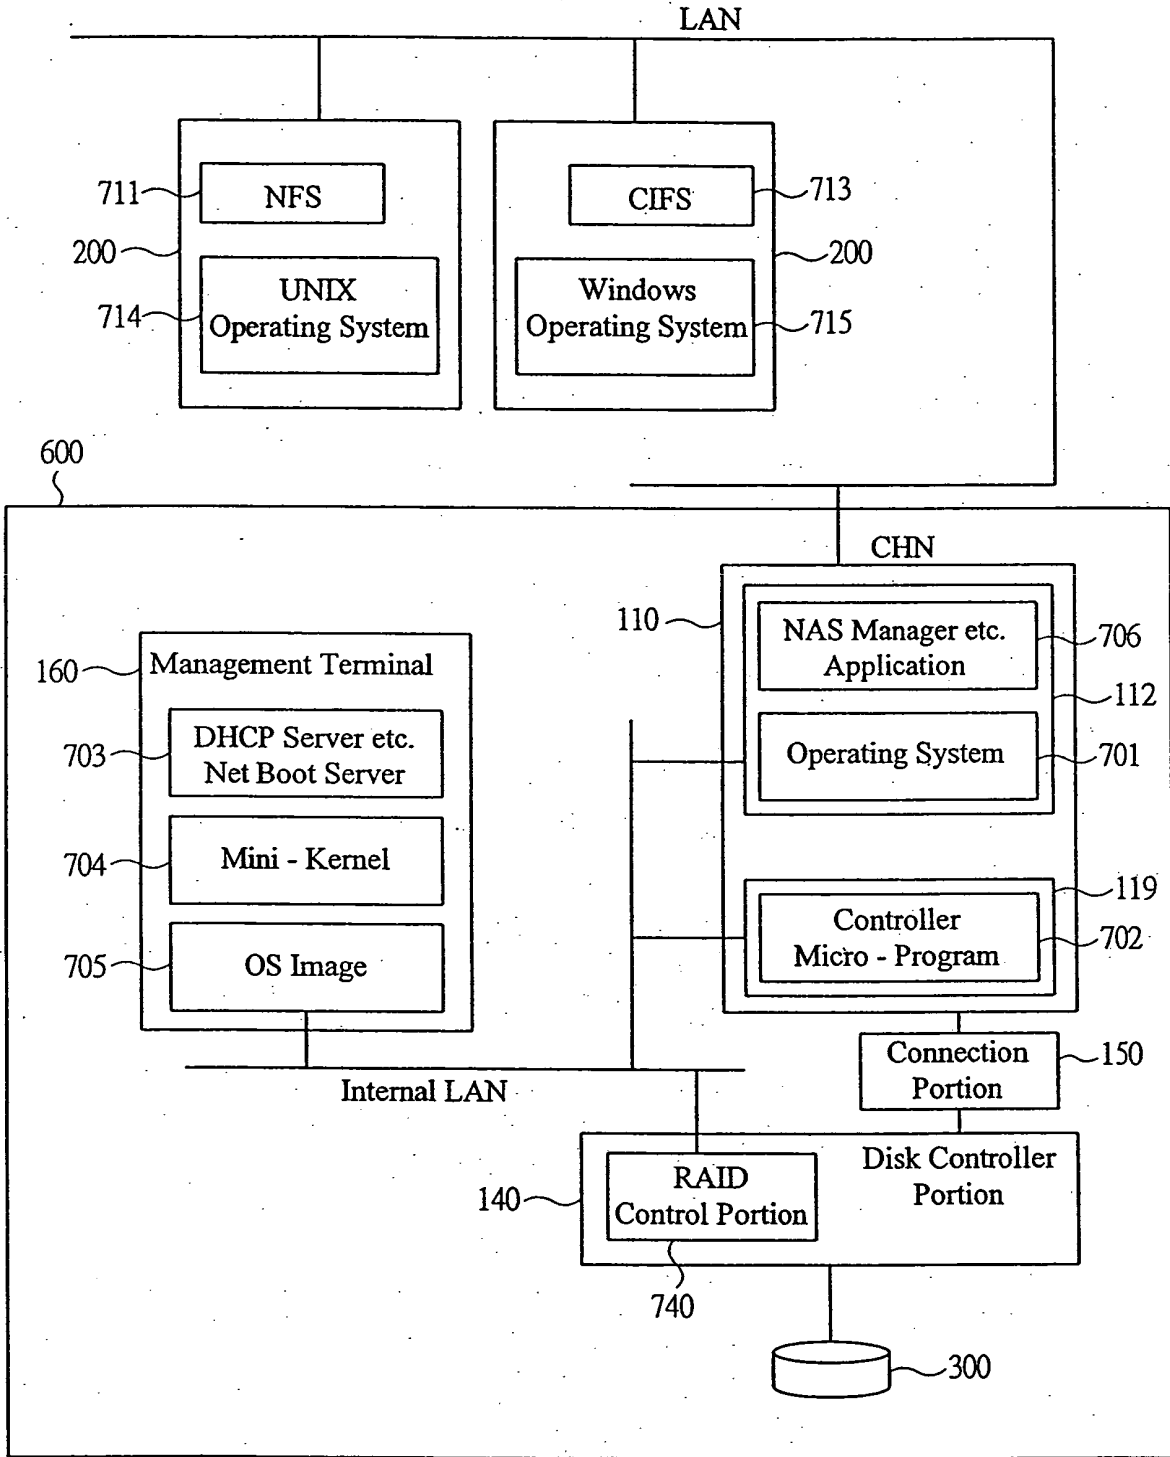 LAN
711
NFS
CIFS
713
200
200
714
UNIX
Operating System
Windows
Operating System
715
600
CHN
110
NAS Manager etc.
Application
706
112
Operating System
701
160
Management Terminal
703
DHCP Server etc.
Net Boot Server
704
Mini - Kernel
705
OS Image
119
Controller
Micro - Program
702
Internal LAN
Connection
Portion
150
140
RAID
Control Portion
Disk Controller
Portion
740
300